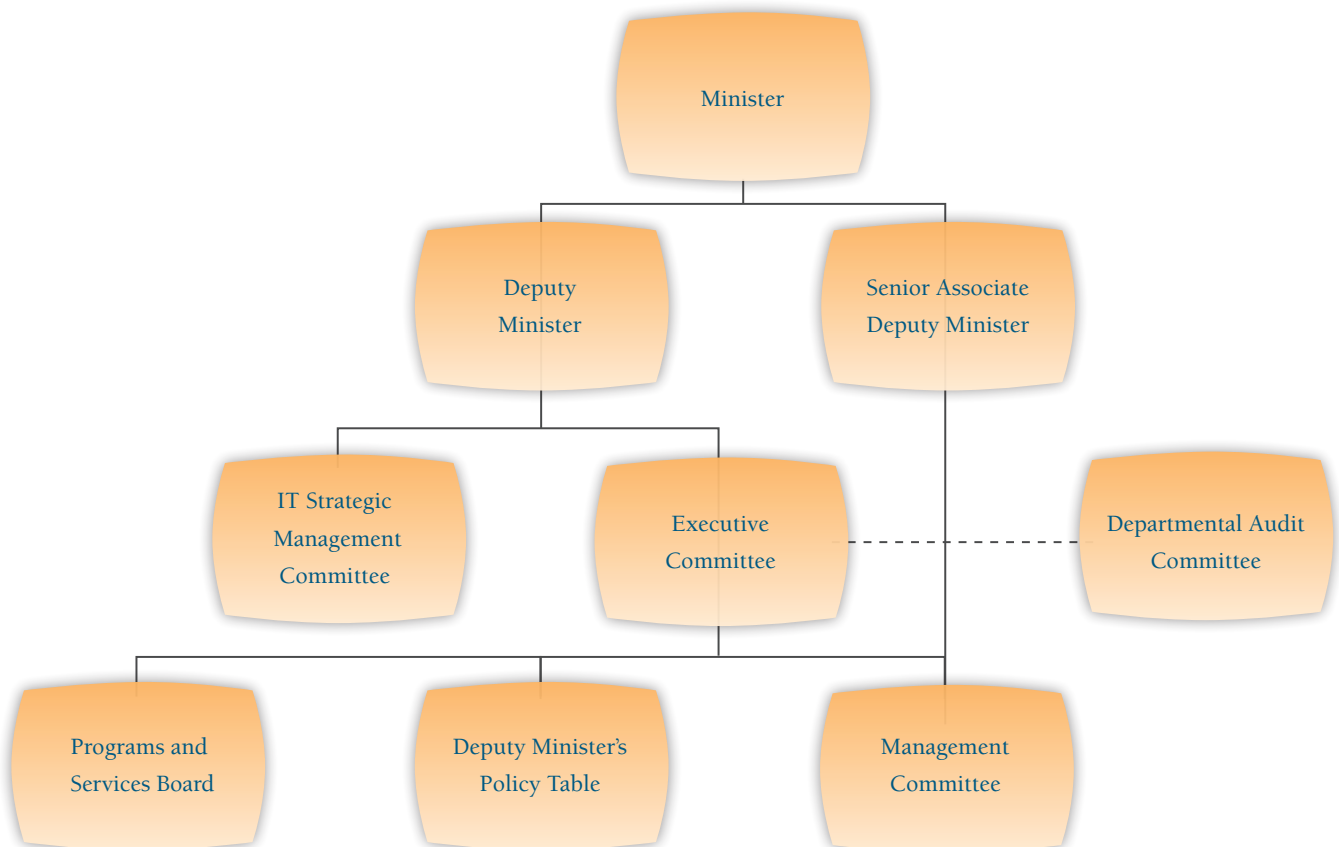 Minister
Deputy
Minister
Senior Associate
Deputy Minister
IT Strategic
Management
Committee
Executive
Committee
Departmental Audit
Committee
Programs and
Services Board
Deputy Minister's
Policy Table
Management
Committee